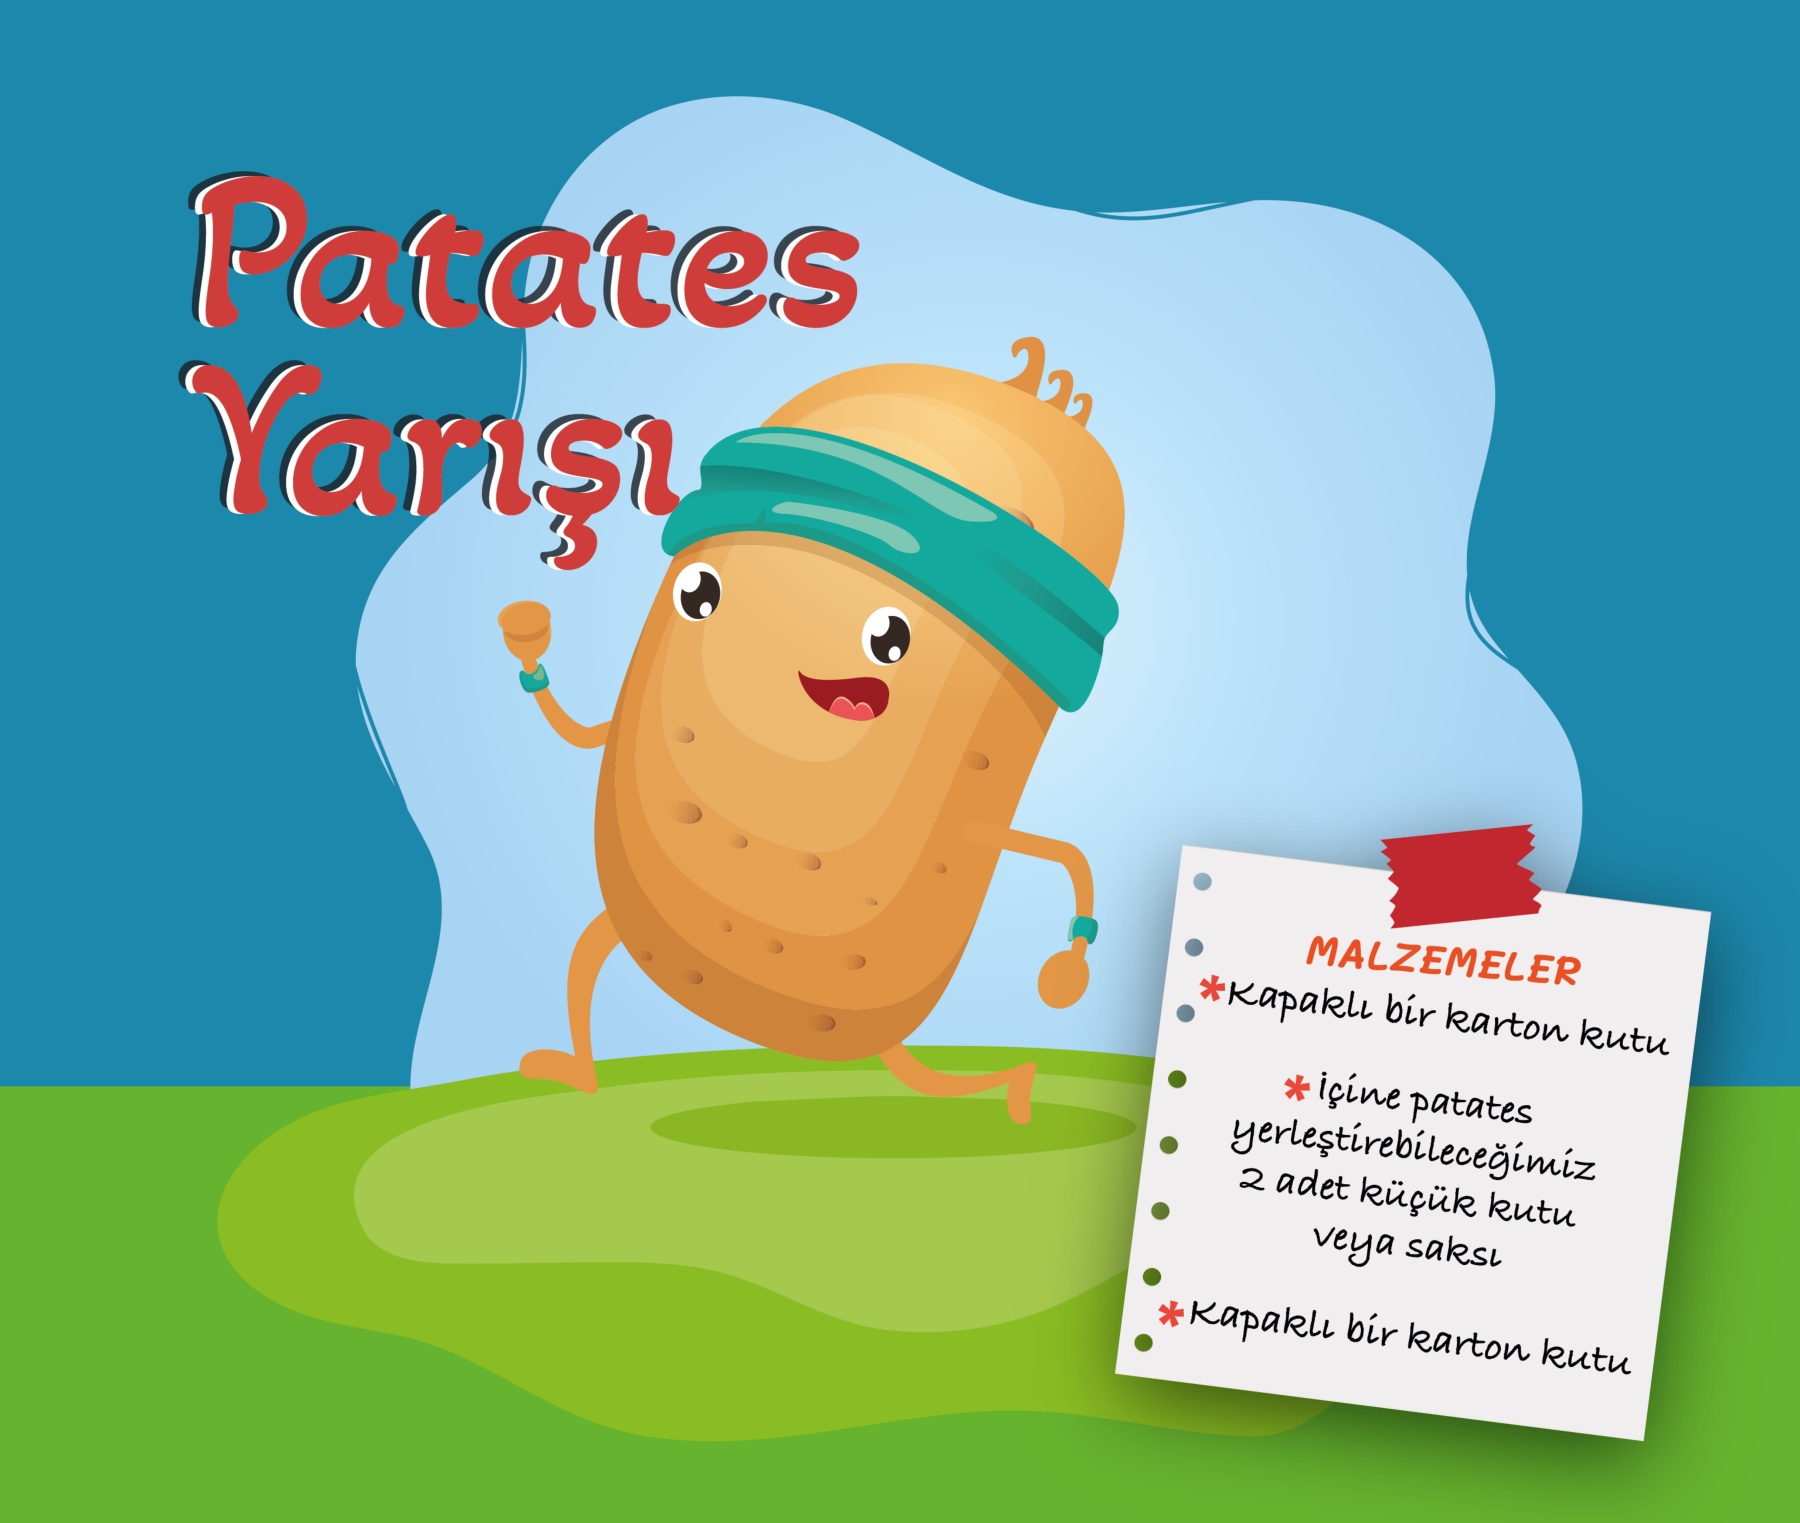 Patates
Yarışı
MALZEMELER
*Kapaklı bir karton kutu
* İçine patates
yerleştirebileceğimiz
2 adet küçük kutu
veya saksı
*Kapaklı bir karton kutu